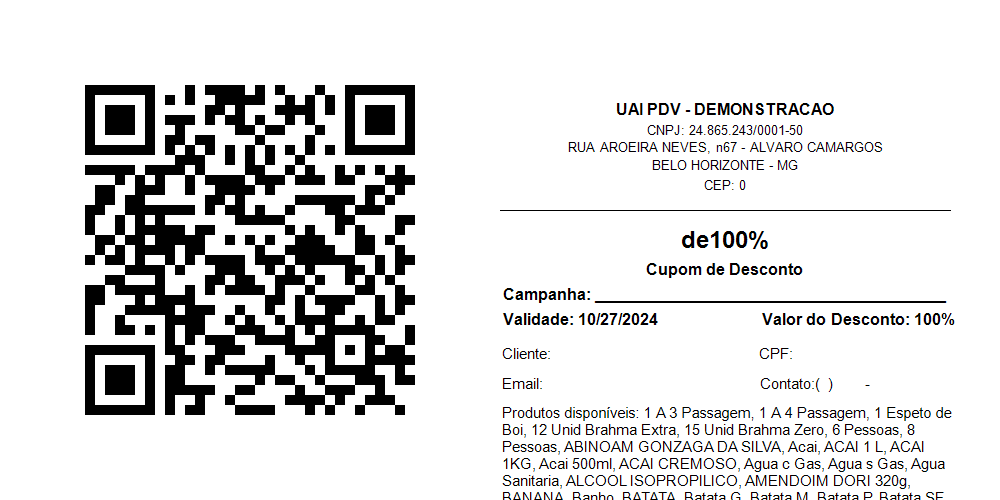 UAI PDV - DEMONSTRACAO
CNPJ: 24.865.243/0001-50
RUA AROEIRA NEVES, n67 - ALVARO CAMARGOS
BELO HORIZONTE - MG
CEP: 0
de100%
Cupom de Desconto
Campanha:
Validade: 10/27/2024 Valor do Desconto: 100%
Cliente: CPF:
Email: Contato:( ) -
Produtos disponíveis: 1 A 3 Passagem, 1 A 4 Passagem, 1 Espeto de
Boi, 12 Unid Brahma Extra, 15 Unid Brahma Zero, 6 Pessoas, 8
Pessoas, ABINOAM GONZAGA DA SILVA, Acai, ACAI 1 L, ACAI
1KG, Acai 500ml, ACAI CREMOSO, Agua c Gas, Agua s Gas, Agua
Sanitaria, ALCOOL ISOPROPILICO, AMENDOIM DORI 320g,
BANANA, Banho, BATATA, Batata G, Batata M, Batata P, Batata SE